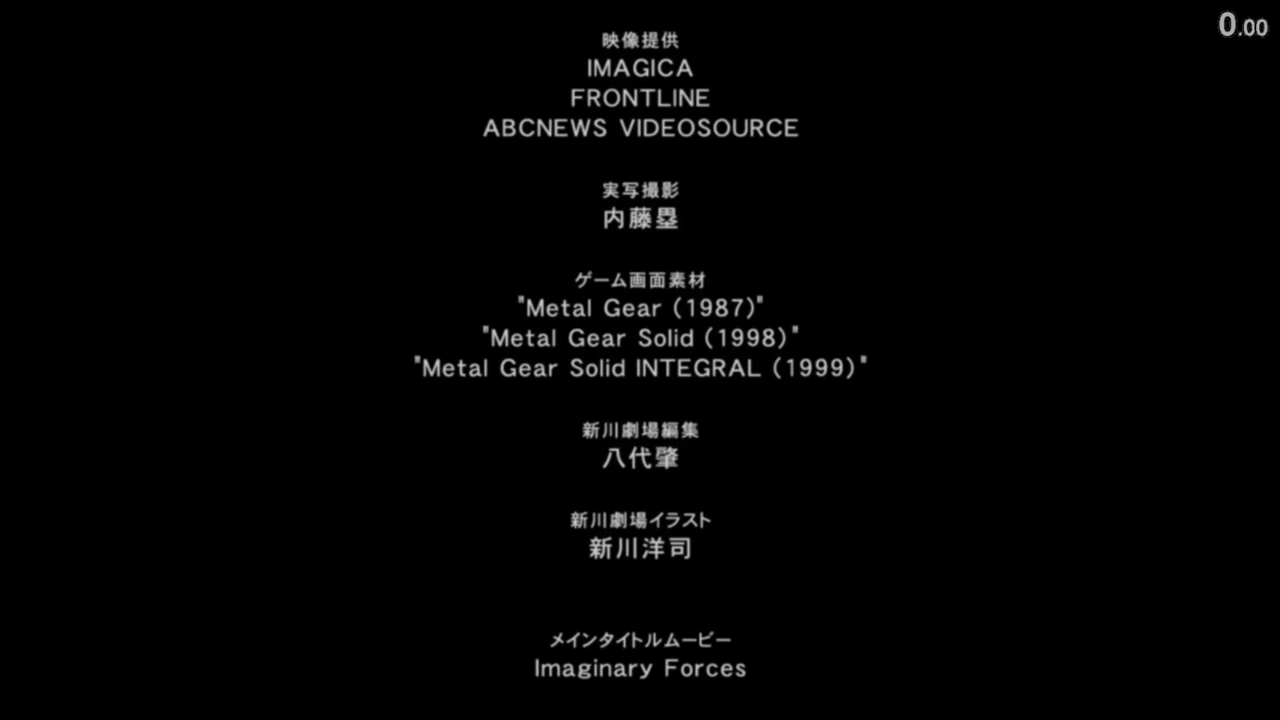 0.00
映像提供
IMAGICA
FRONTLINE
ABCNEWS VIDEOSOURCE
実写撮影
内藤塁
ゲーム画面素材
"Metal Gear (1987)"
"Metal Gear Solid (1998)"
"Metal Gear Solid INTEGRAL (1999)"
新川劇場編集
八代肇
新川劇場イラスト
新川洋司
メインタイトルムービー
Imaginary Forces